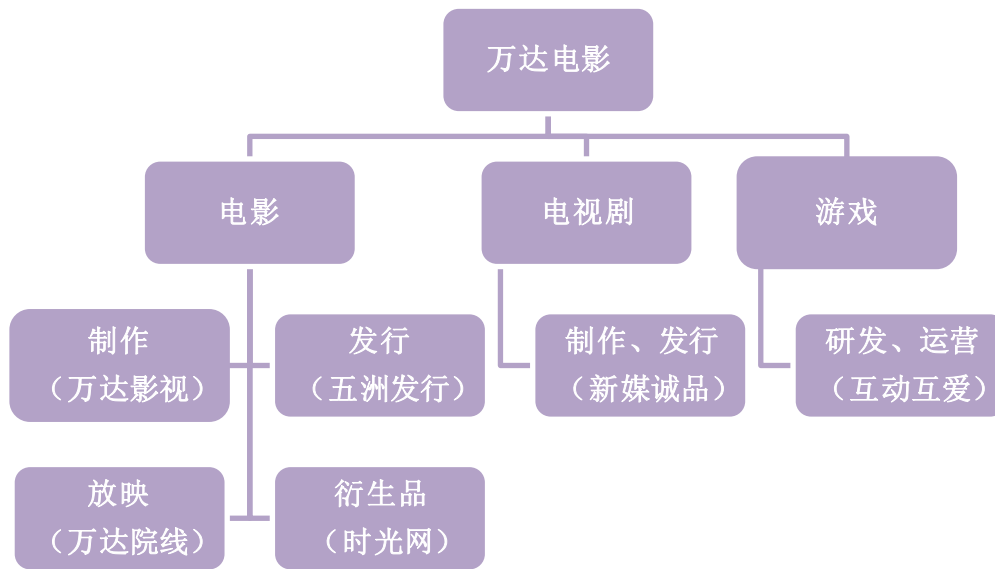 万达电影
电影
电视剧
游戏
制作
（万达影视）
发行
（五洲发行）
制作、发行
（新媒诚品）
研发、运营
（互动互爱）
放映
（万达院线）
衍生品
（时光网）